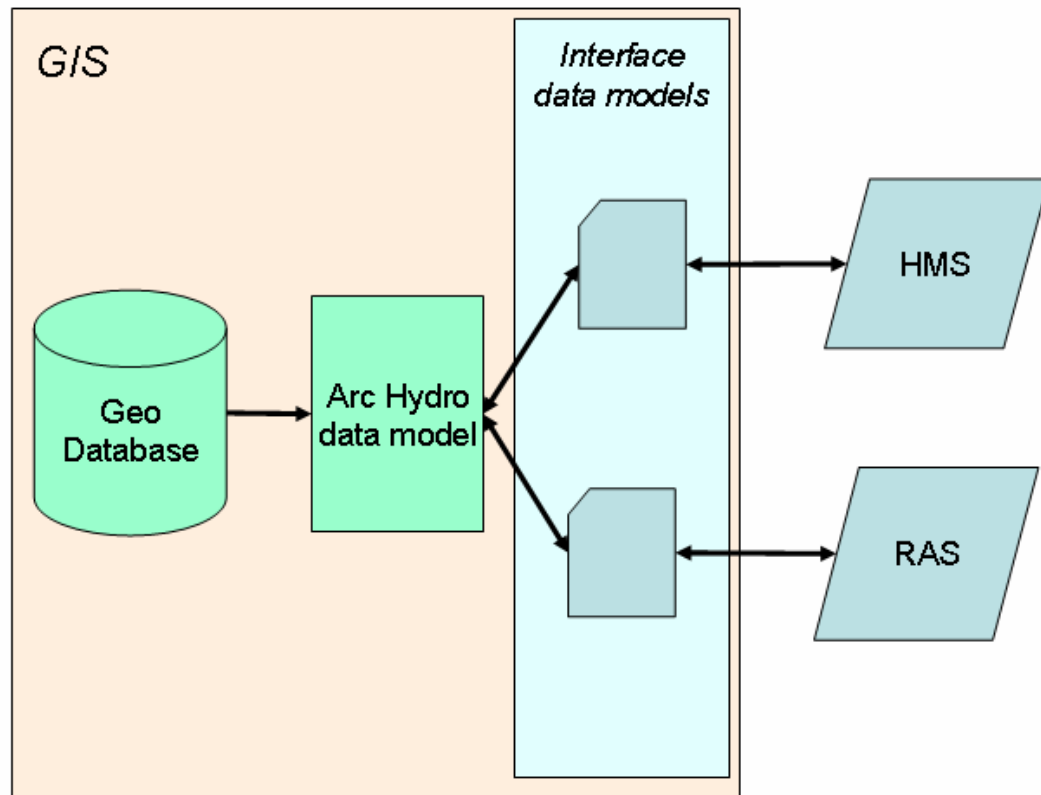 GIS
Interface
data models
HMS
Geo
Database
Arc Hydro
data model
RAS